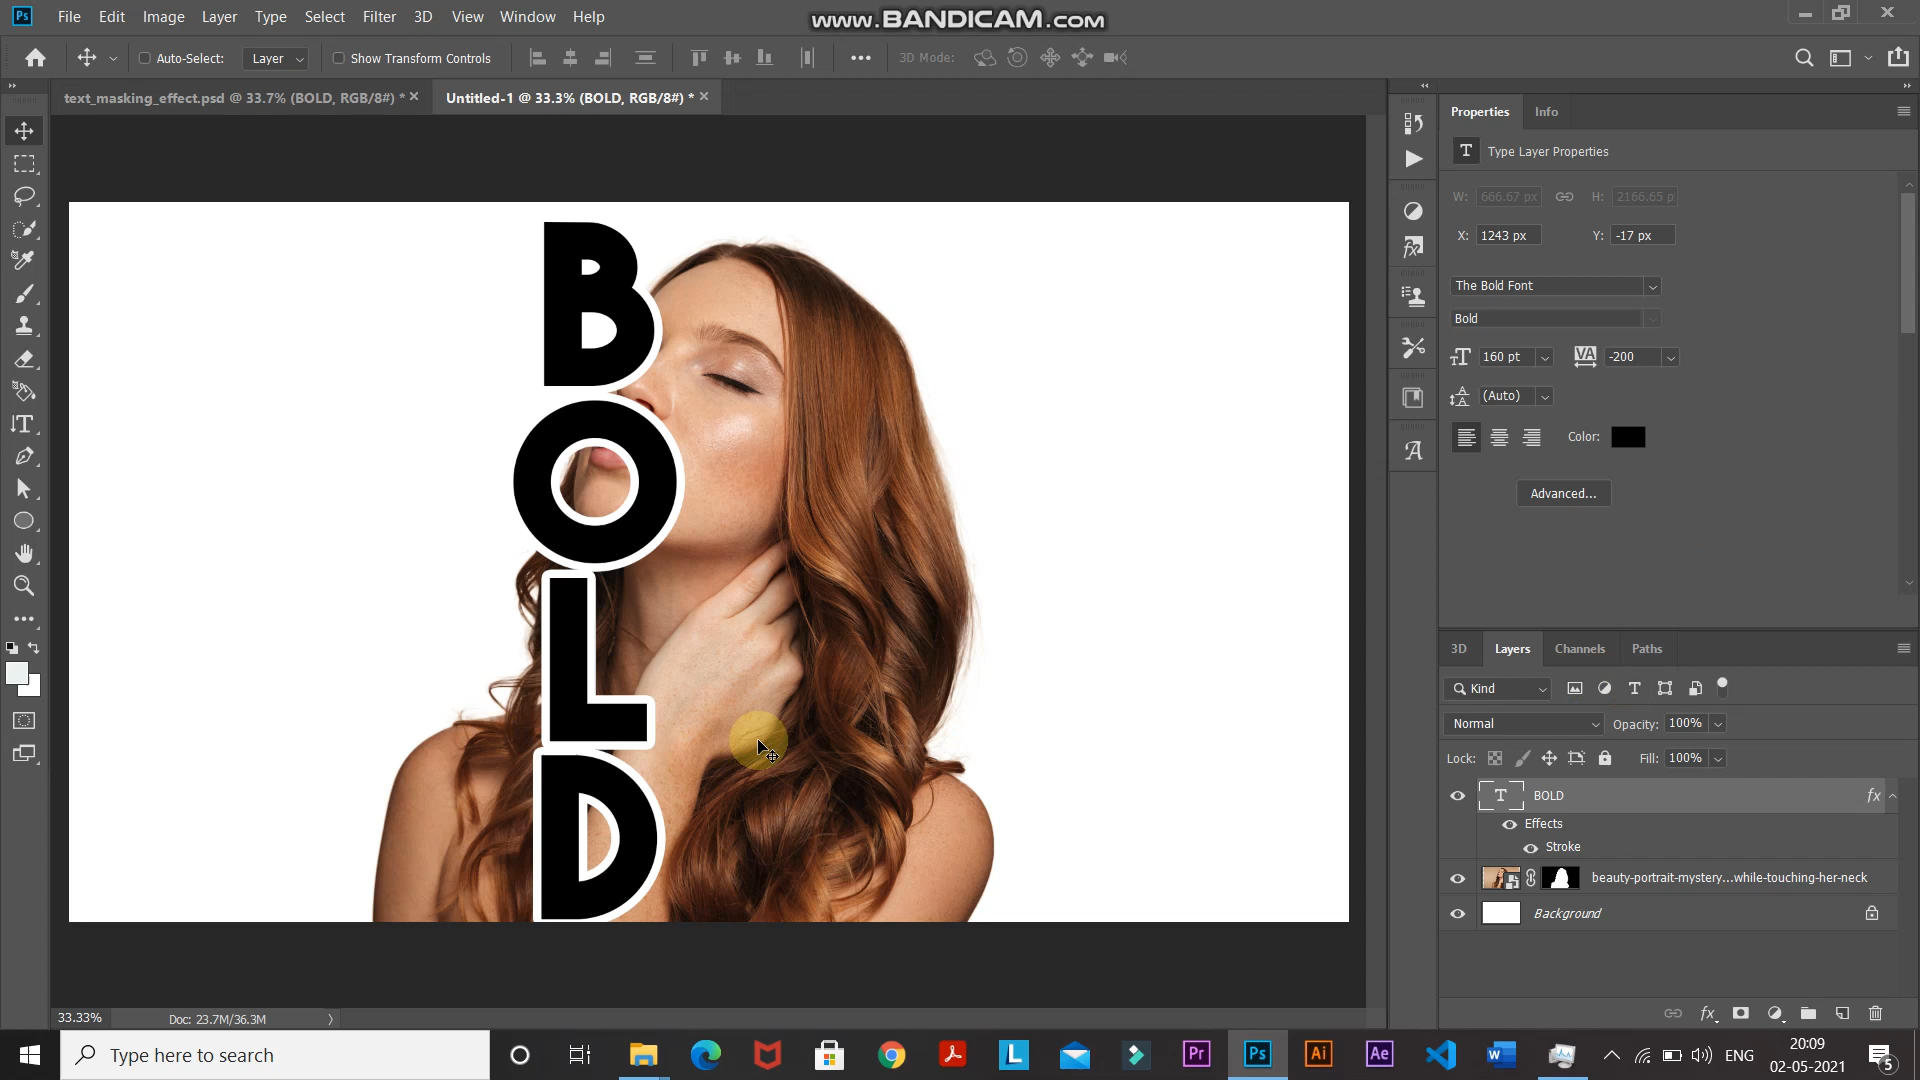 File Edit Image Layer Type Select Filter 3D View Window Help
www.BANDICAM.com
Auto-Select: Layer Show Transform Controls 3D Mode:
text_masking_effect.psd @ 33.7% (BOLD, RGB/8#) *
Untitled-1 @ 33.3% (BOLD, RGB/8#) *
Properties Info
T Type Layer Properties
W: 666.67 px H: 2166.65 p
X: 1243 px Y: -17 px
The Bold Font
Bold
160 pt VA -200
(Auto)
Color:
Advanced...
B
O
L
D
3D Layers Channels Paths
Kind
Normal Opacity: 100%
Lock: Fill: 100%
T BOLD fx
Effects
Stroke
beauty-portrait-mystery...while-touching-her-neck
Background
33.33% Doc: 23.7M/36.3M
Type here to search
L Pr Ps Ai Ae W
ENG
20:09
02-05-2021
5